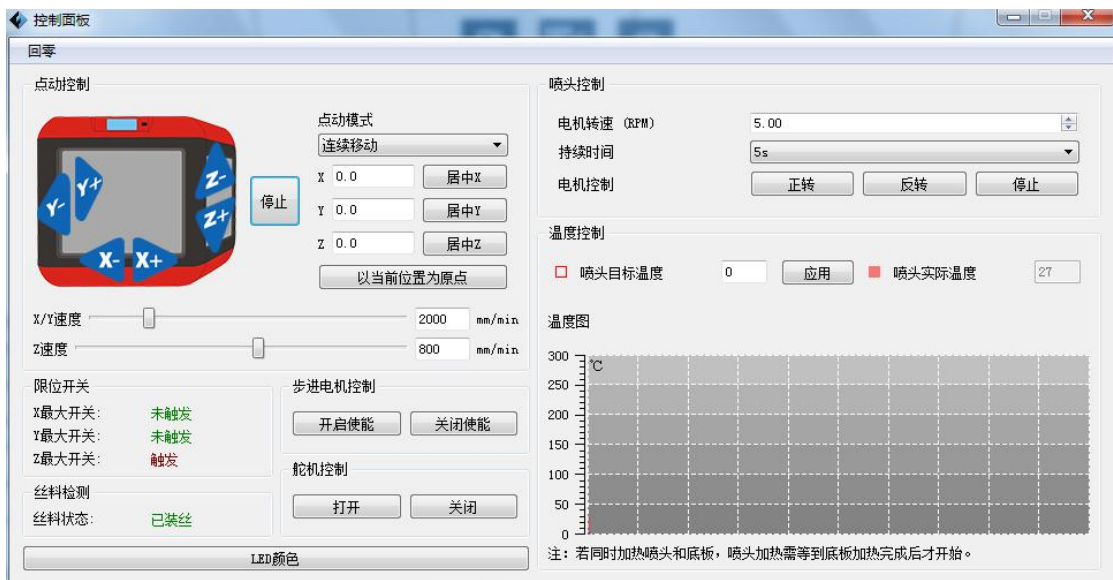 控制面板
回零
点动控制
Y-
Y+
Z-
Z+
X-
X+
停止
点动模式
连续移动
X 0.0 居中X
Y 0.0 居中Y
Z 0.0 居中Z
以当前位置为原点
X/Y速度 2000 mm/min
Z速度 800 mm/min
限位开关
X最大开关: 未触发
Y最大开关: 未触发
Z最大开关: 触发
丝料检测
丝料状态: 已装丝
步进电机控制
开启使能 关闭使能
舵机控制
打开 关闭
LED颜色
喷头控制
电机转速 (RPM) 5.00
持续时间 5s
电机控制 正转 反转 停止
温度控制
喷头目标温度 0 应用 喷头实际温度 27
温度图
300
℃
250
200
150
100
50
0
注：若同时加热喷头和底板，喷头加热需等到底板加热完成后才开始。